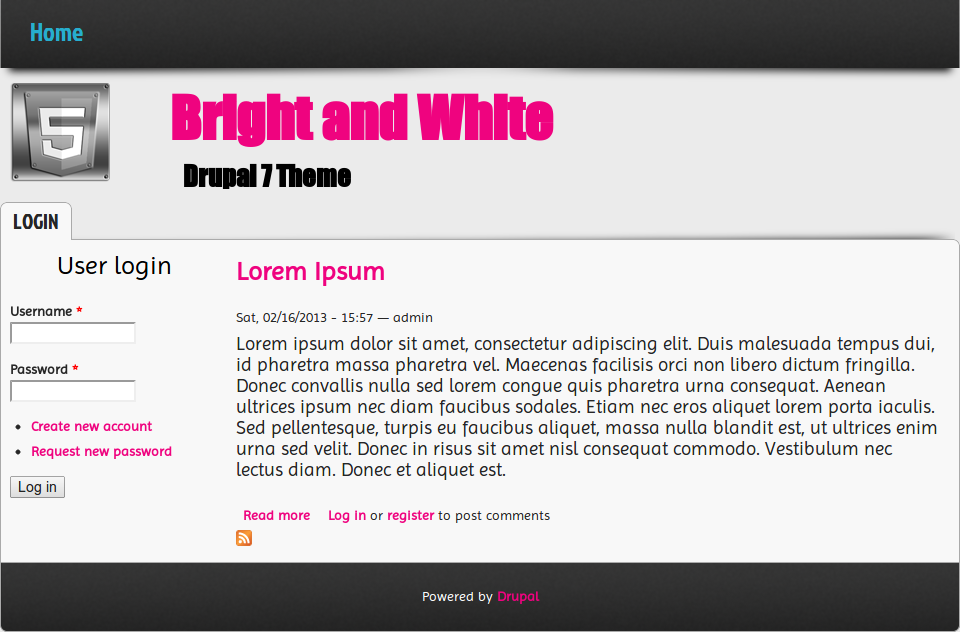 Home
5
Bright and White
Drupal 7 Theme
LOGIN
User login
Username *
Password *
Create new account
Request new password
Log in
Lorem Ipsum
Sat, 02/16/2013 - 15:57 — admin
Lorem ipsum dolor sit amet, consectetur adipiscing elit. Duis malesuada tempus dui,
id pharetra massa pharetra vel. Maecenas facilisis orci non libero dictum fringilla.
Donec convallis nulla sed lorem congue quis pharetra urna consequat. Aenean
ultrices ipsum nec diam faucibus sodales. Etiam nec eros aliquet lorem porta iaculis.
Sed pellentesque, turpis eu faucibus aliquet, massa nulla blandit est, ut ultrices enim
urna sed velit. Donec in risus sit amet nisl consequat commodo. Vestibulum nec
lectus diam. Donec et aliquet est.
Read more Log in or register to post comments
Powered by Drupal